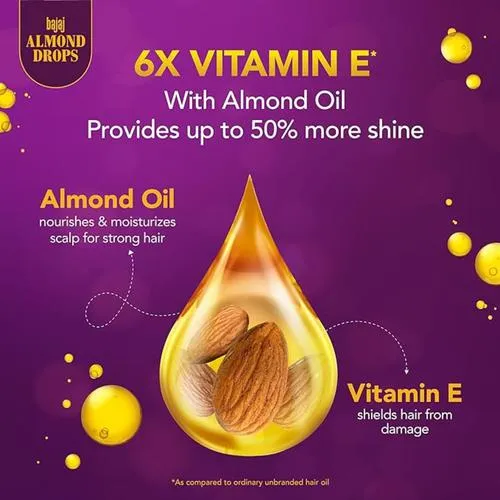 bajaj
ALMOND
DROPS
6X VITAMIN E*
With Almond Oil
Provides up to 50% more shine
Almond Oil
nourishes & moisturizes
scalp for strong hair
Vitamin E
shields hair from
damage
*As compared to ordinary unbranded hair oil